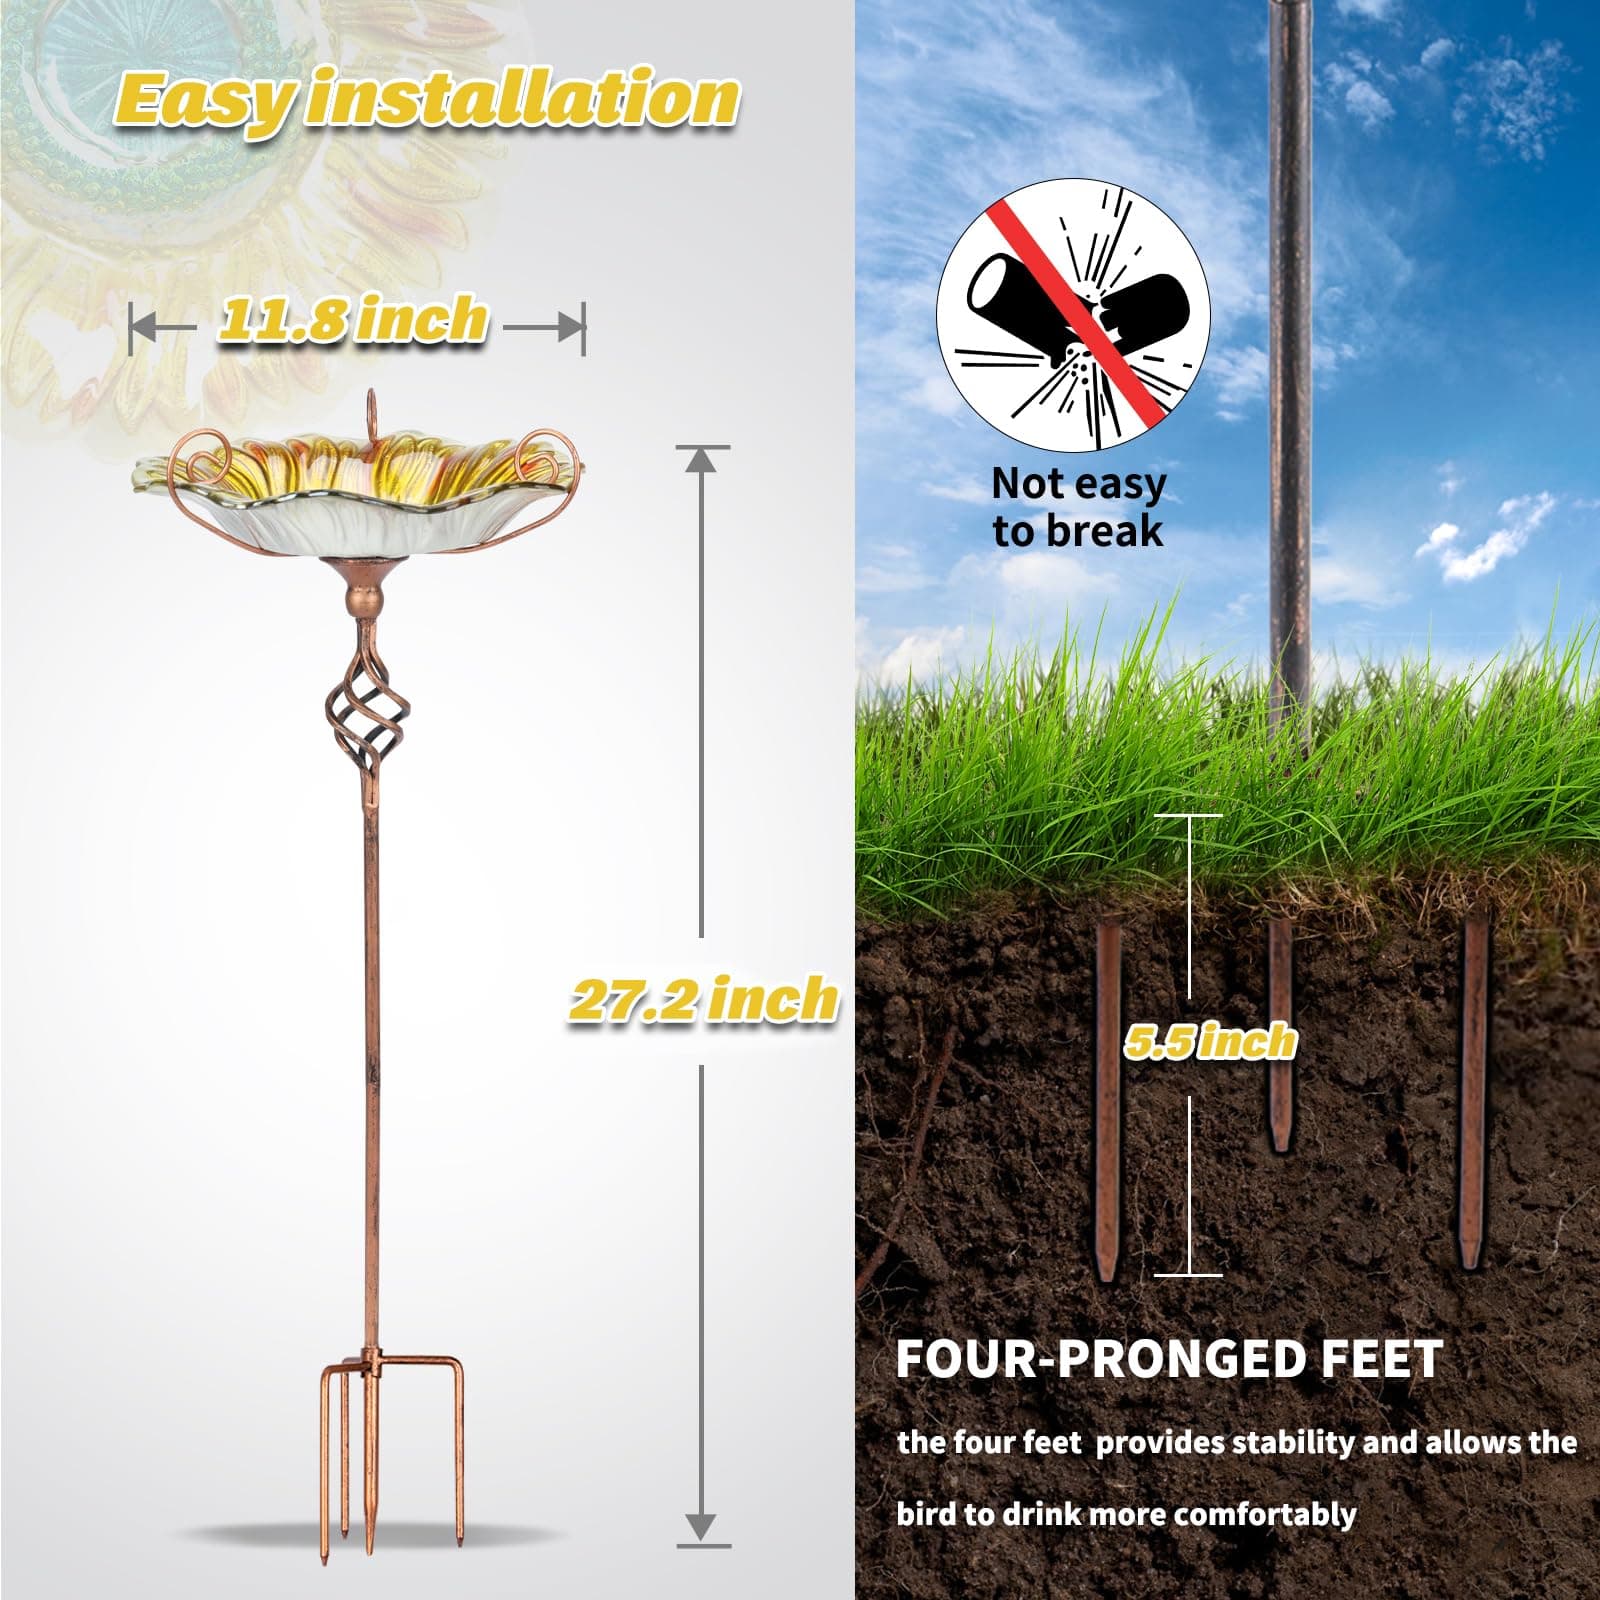 Easy installation
11.8 inch
27.2 inch
Not easy
to break
5.5 inch
FOUR-PRONGED FEET
the four feet  provides stability and allows the
bird to drink more comfortably